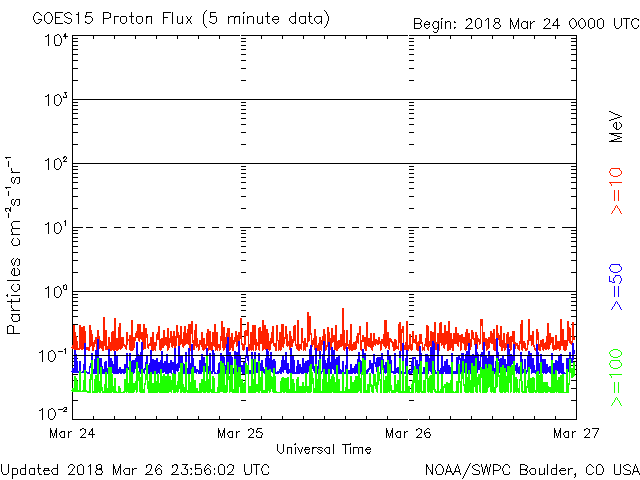 GOES15 Proton Flux (5 minute data)
Begin: 2018 Mar 24 0000 UTC
10⁴
10³
10²
10¹
10⁰
10⁻¹
10⁻²
Particles cm⁻²s⁻¹sr⁻¹
MeV
>=10
>=50
>=100
Mar 24
Mar 25
Mar 26
Mar 27
Universal Time
Updated 2018 Mar 26 23:56:02 UTC
NOAA/SWPC Boulder, CO USA